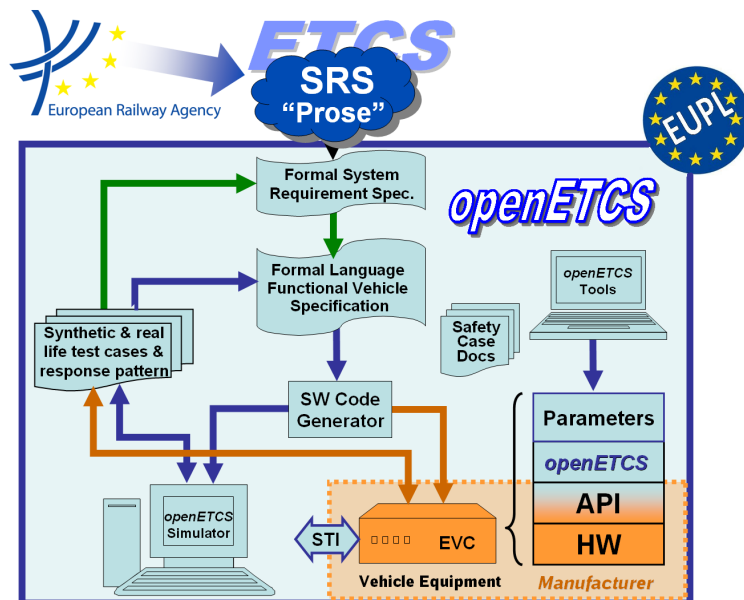 ETCS
SRS
“Prose”
European Railway Agency
EUPL
Formal System
Requirement Spec.
openETCS
Formal Language
Functional Vehicle
Specification
openETCS
Tools
Synthetic & real
life test cases &
response pattern
Safety
Case
Docs
SW Code
Generator
Parameters
openETCS
API
HW
openETCS
Simulator
STI
EVC
Vehicle Equipment
Manufacturer